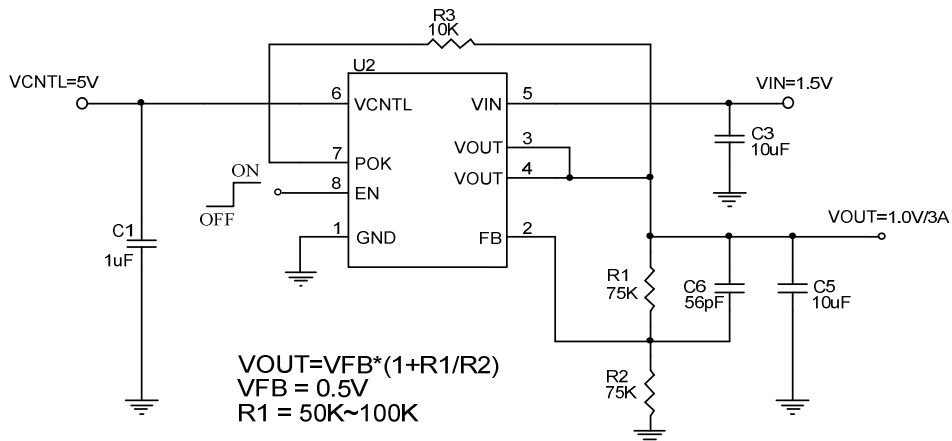 R3
10K
U2
VCNTL=5V
VIN=1.5V
6
VCNTL
VIN
5
VOUT
3
C3
10uF
7
POK
VOUT
4
ON
8
EN
OFF
VOUT=1.0V/3A
1
GND
FB
2
C1
1uF
R1
75K
C6
56pF
C5
10uF
VOUT=VFB*(1+R1/R2)
VFB = 0.5V
R1 = 50K~100K
R2
75K